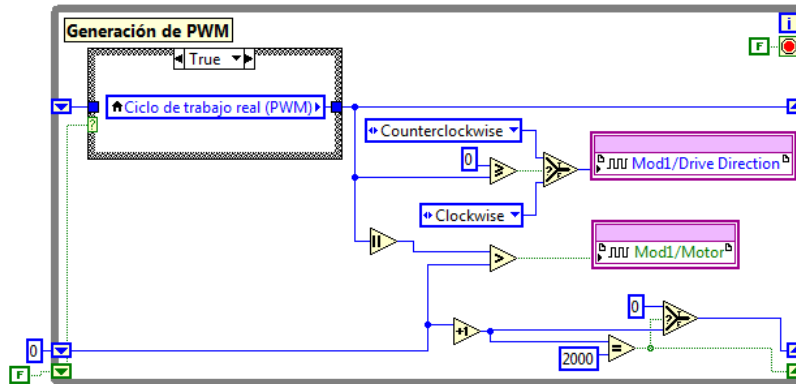 Generación de PWM
i
F
True
Ciclo de trabajo real (PWM)
?
Counterclockwise
0
≥
?
T
F
Mod1/Drive Direction
Clockwise
||
>
Mod1/Motor
0
+1
?
T
F
0
2000
=
F